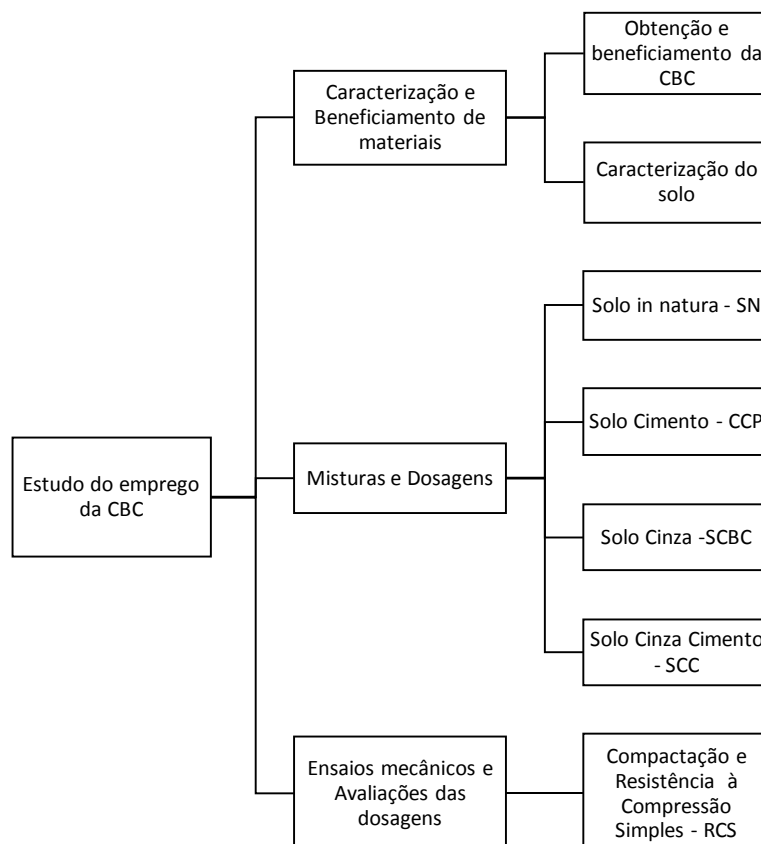 Obtenção e
beneficiamento da
CBC
Caracterização e
Beneficiamento de
materiais
Caracterização do
solo
Solo in natura - SN
Solo Cimento - CCP
Estudo do emprego
da CBC
Misturas e Dosagens
Solo Cinza -SCBC
Solo Cinza Cimento
- SCC
Ensaios mecânicos e
Avaliações das
dosagens
Compactação e
Resistência à
Compressão
Simples - RCS